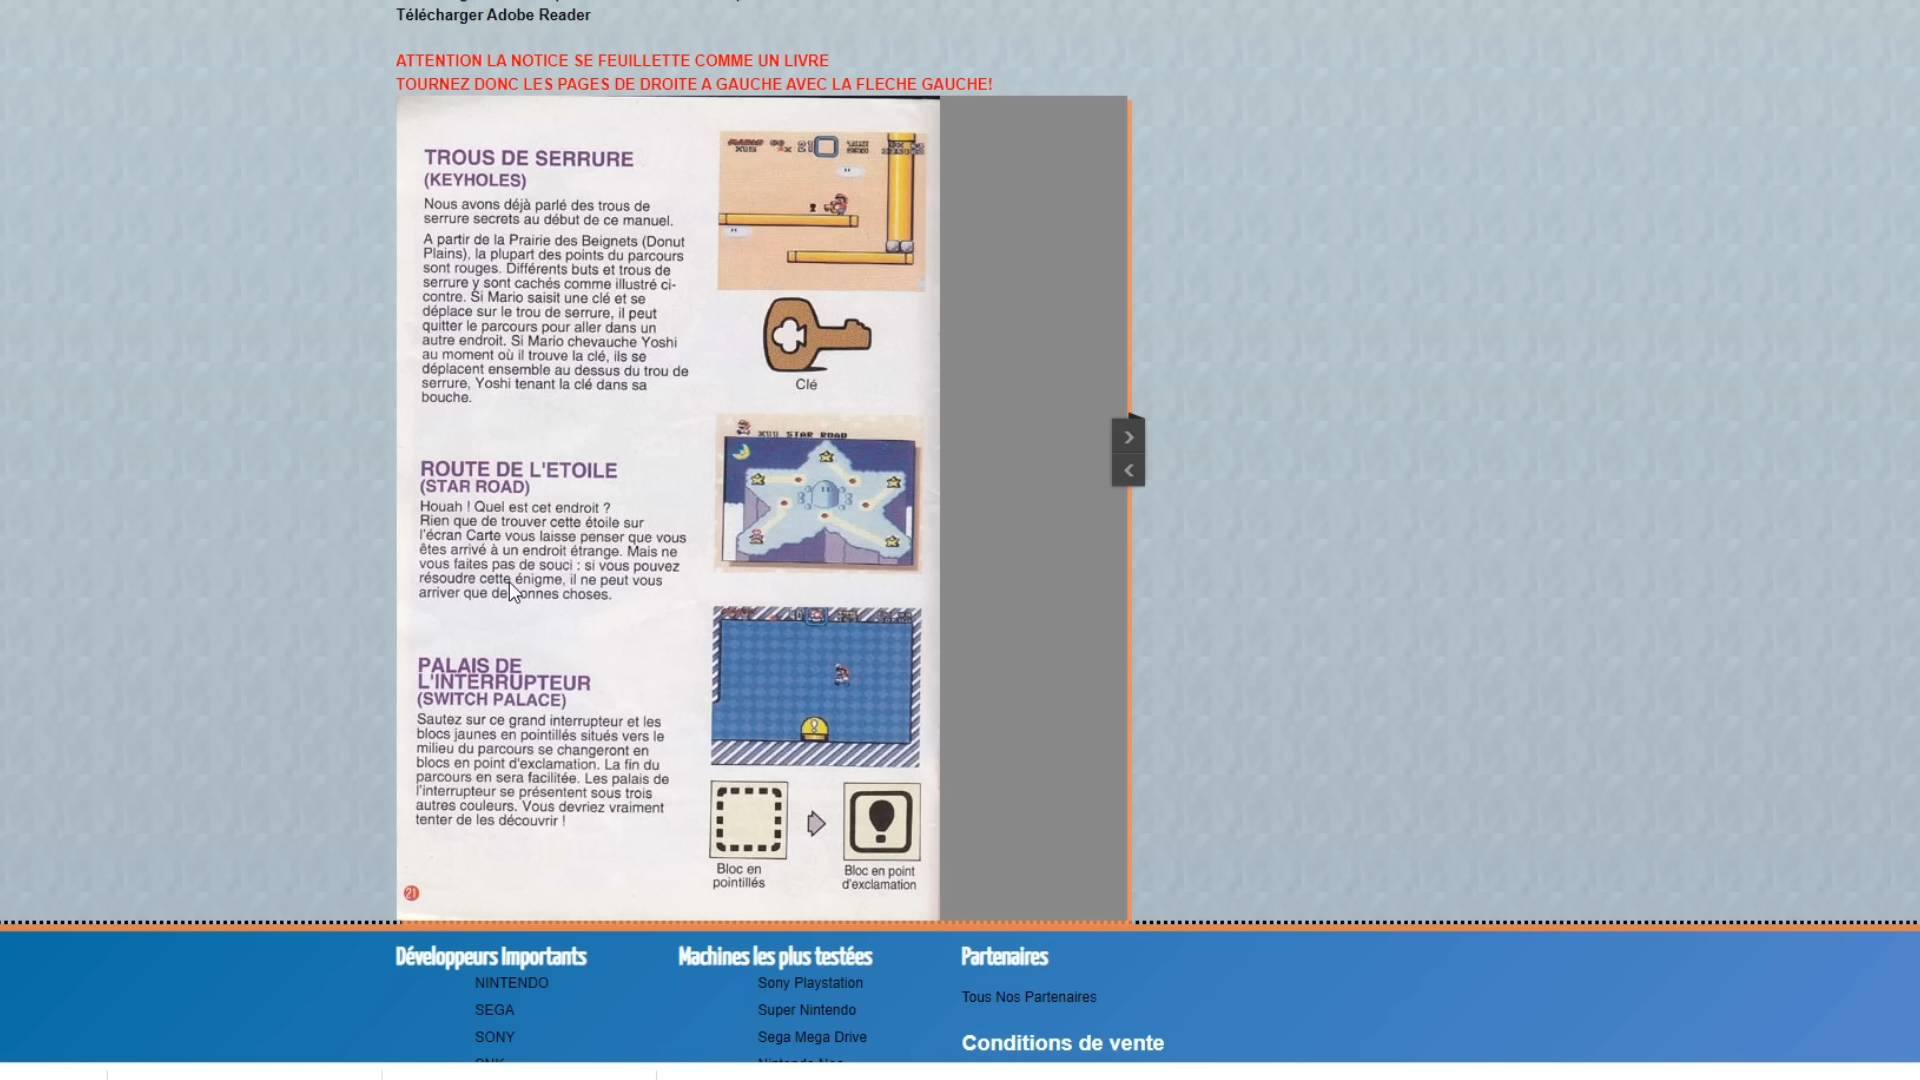 Télécharger Adobe Reader
ATTENTION LA NOTICE SE FEUILLETTE COMME UN LIVRE
TOURNEZ DONC LES PAGES DE DROITE A GAUCHE AVEC LA FLECHE GAUCHE!
TROUS DE SERRURE
(KEYHOLES)
Nous avons déjà parlé des trous de
serrure secrets au début de ce manuel.
A partir de la Prairie des Beignets (Donut
Plains), la plupart des points du parcours
sont rouges. Différents buts et trous de
serrure y sont cachés comme illustré ci-
contre. Si Mario saisit une clé et se
déplace sur le trou de serrure, il peut
quitter le parcours pour aller dans un
autre endroit. Si Mario chevauche Yoshi
au moment où il trouve la clé, ils se
déplacent ensemble au dessus du trou de
serrure, Yoshi tenant la clé dans sa
bouche.
Clé
STAR ROAD
ROUTE DE L'ETOILE
(STAR ROAD)
Houah ! Quel est cet endroit ?
Rien que de trouver cette étoile sur
l'écran Carte vous laisse penser que vous
êtes arrivé à un endroit étrange. Mais ne
vous faites pas de souci : si vous pouvez
résoudre cette énigme, il ne peut vous
arriver que de bonnes choses.
PALAIS DE
L'INTERRUPTEUR
(SWITCH PALACE)
Sautez sur ce grand interrupteur et les
blocs jaunes en pointillés situés vers le
milieu du parcours se changeront en
blocs en point d'exclamation. La fin du
parcours en sera facilitée. Les palais de
l'interrupteur se présentent sous trois
autres couleurs. Vous devriez vraiment
tenter de les découvrir !
Bloc en
pointillés
Bloc en point
d'exclamation
21
Développeurs Importants
NINTENDO
SEGA
SONY
Machines les plus testées
Sony Playstation
Super Nintendo
Sega Mega Drive
Partenaires
Tous Nos Partenaires
Conditions de vente